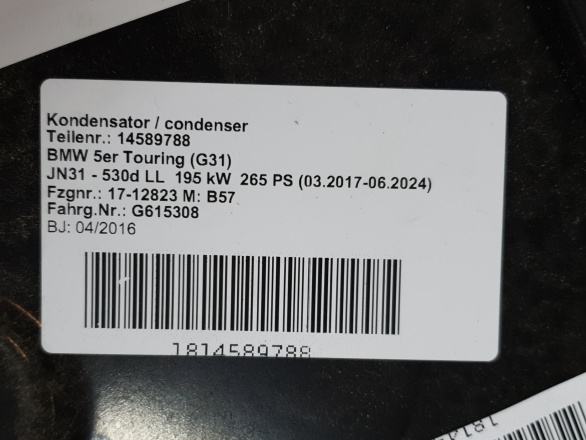 Kondensator / condenser
Teilenr.: 14589788
BMW 5er Touring (G31)
JN31 - 530d LL 195 kW 265 PS (03.2017-06.2024)
Fzgnr.: 17-12823 M: B57
Fahrg.Nr.: G615308
BJ: 04/2016
1814589788